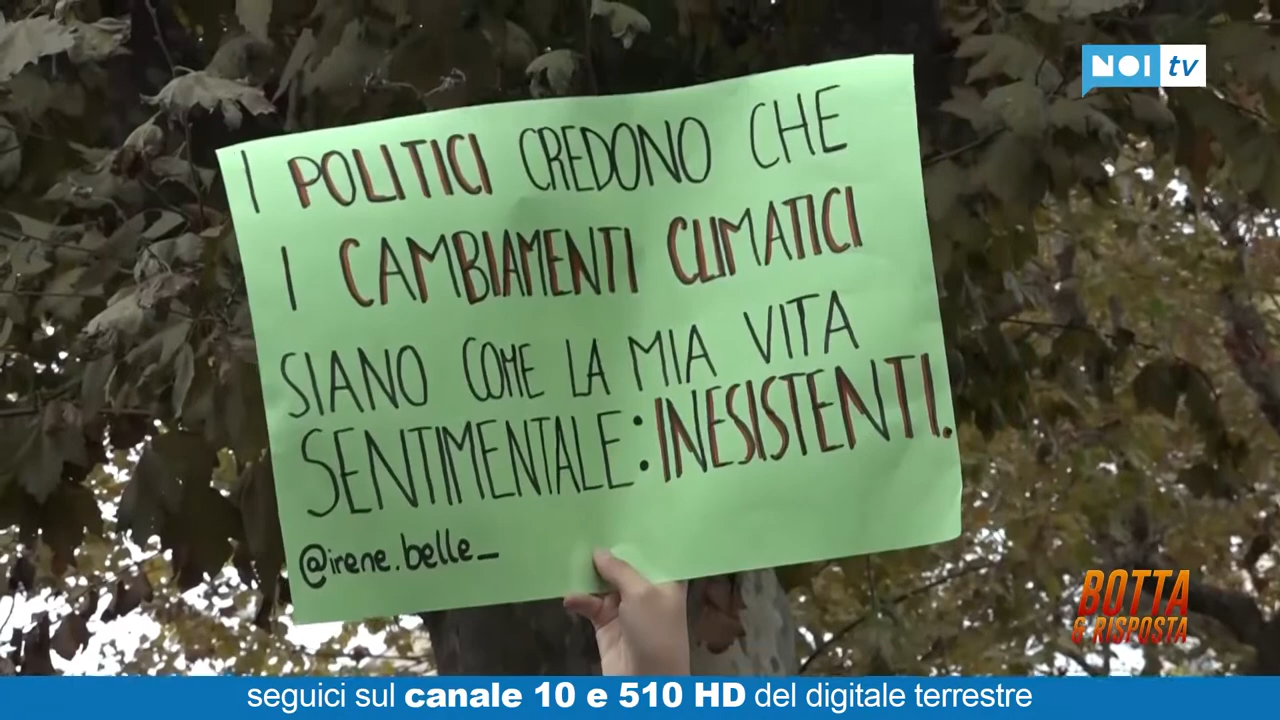 NOI tv
I POLITICI CREDONO CHE
I CAMBIAMENTI CLIMATICI
SIANO COME LA MIA VITA
SENTIMENTALE: INESISTENTI.
@irene.belle_
BOTTA
& RISPOSTA
seguici sul canale 10 e 510 HD del digitale terrestre